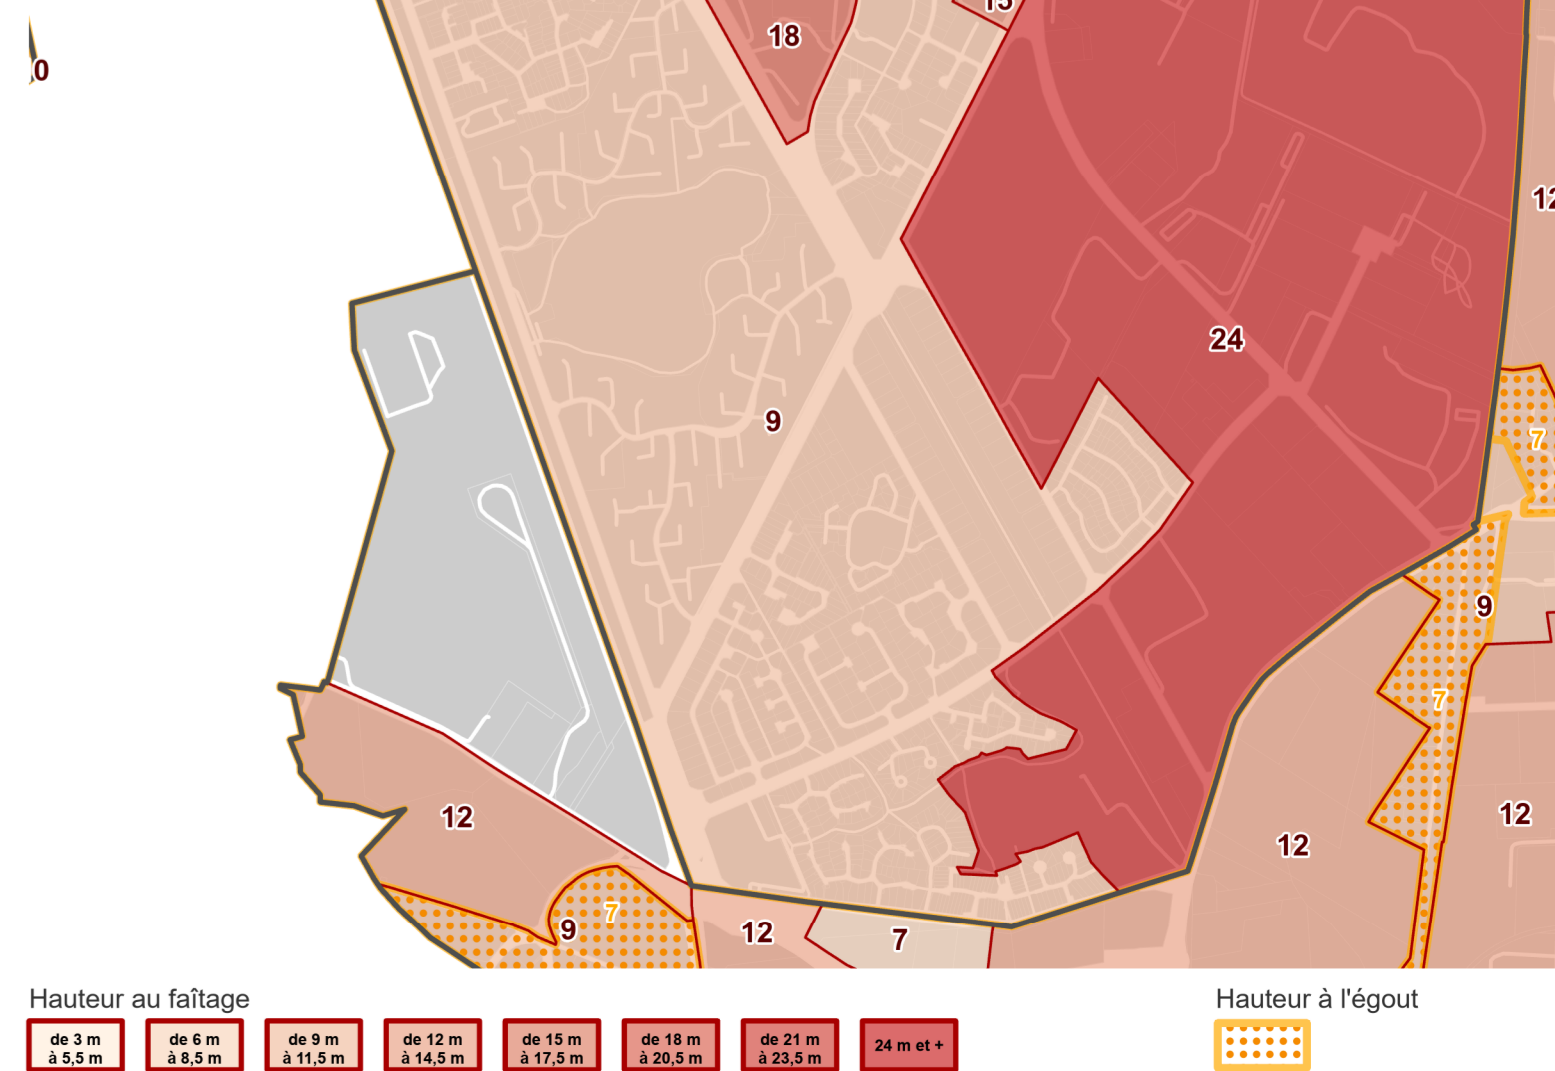 15
18
0
12
24
9
7
9
7
12
12
12
9
7
12
7
Hauteur au faîtage
Hauteur à l'égout
de 3 m
à 5,5 m
de 6 m
à 8,5 m
de 9 m
à 11,5 m
de 12 m
à 14,5 m
de 15 m
à 17,5 m
de 18 m
à 20,5 m
de 21 m
à 23,5 m
24 m et +